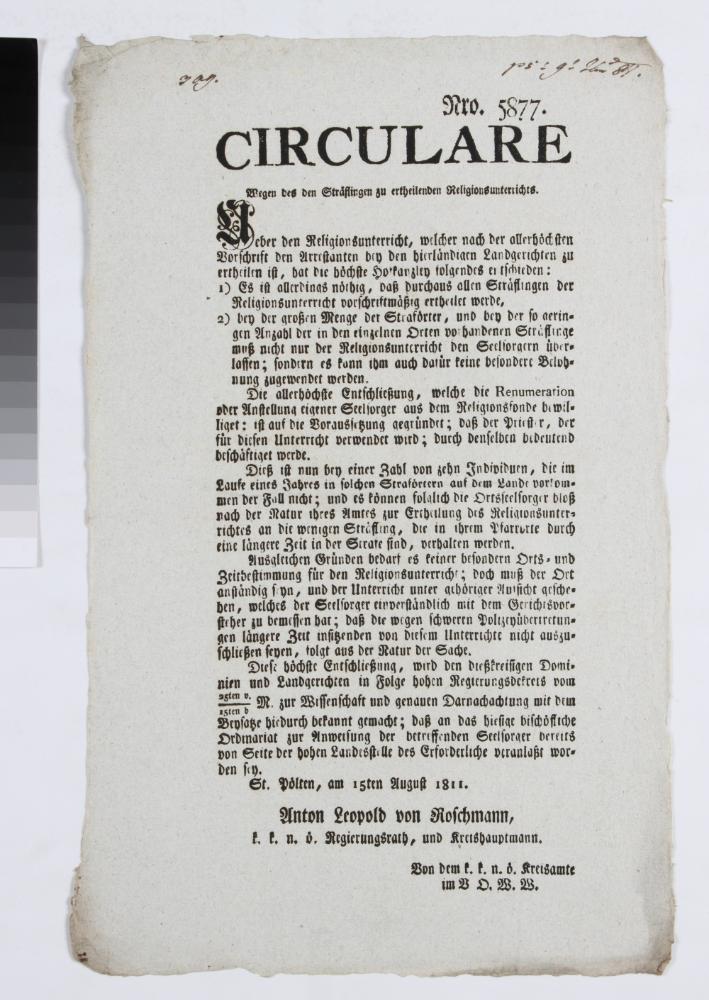 399.
Nro. 5877.
CIRCULARE
Wegen des den Sträflingen zu ertheilenden Religionsunterrichts.
Ueber den Religionsunterricht, welcher nach der allerhöchsten
Vorschrift den Arrestanten bey den hierländigen Landgerichten zu
ertheilen ist, hat die höchste Hofkanzley folgendes entschieden:
1) Es ist allerdings nöthig, daß durchaus allen Sträflingen der
Religionsunterricht vorschriftmäßig ertheilet werde,
2) bey der großen Menge der Straförter, und bey der so gerin-
gen Anzahl der in den einzelnen Orten vorhandenen Sträflinge
muß nicht nur der Religionsunterricht den Seelsorgern über-
lassen; sondern es kann ihm auch dafür keine besondere Beloh-
nung zugewendet werden.
Die allerhöchste Entschließung, welche die Renumeration
oder Anstellung eigener Seelsorger aus dem Religionsfonde bewil-
liget: ist auf die Voraussetzung gegründet; daß der Priester, der
für diesen Unterricht verwendet wird; durch denselben bedeutend
beschäftiget werde.
Dieß ist nun bey einer Zahl von zehn Individuen, die im
Laufe eines Jahres in solchen Straförtern auf dem Lande vorkom-
men der Fall nicht; und es können folglich die Ortsseelsorger bloß
nach der Natur ihres Amtes zur Ertheilung des Religionsunter-
richtes an die wenigen Sträfling, die in ihrem Pfarrorte durch
eine längere Zeit in der Strafe sind, verhalten werden.
Ausgleichen Gründen bedarf es keiner besondern Orts- und
Zeitbestimmung für den Religionsunterricht; doch muß der Ort
anständig seyn, und der Unterricht unter gehöriger Aufsicht gesche-
hen, welches der Seelsorger einverständlich mit dem Gerichtsvor-
steher zu bemessen hat; daß die wegen schweren Polizeyübertretun-
gen längere Zeit insitzenden von diesem Unterrichte nicht auszu-
schließen seyen, folgt aus der Natur der Sache.
Diese höchste Entschließung, wird den dießkreisigen Domi-
nien und Landgerichten in Folge hohen Regierungsdekrets vom
25ten v.
15ten d M. zur Wissenschaft und genauen Darnachachtung mit dem
Beysatze hiedurch bekannt gemacht; daß an das hiesige bischöfliche
Ordinariat zur Anweisung der betreffenden Seelsorger bereits
von Seite der hohen Landesstelle des Erforderliche veranlaßt wor-
den sey.
St. Pölten, am 15ten August 1811.
Anton Leopold von Roschmann,
k. k. n. ö. Regierungsrath, und Kreishauptmann.
Von dem k. k. n. ö. Kreisamte
im V O. W. W.